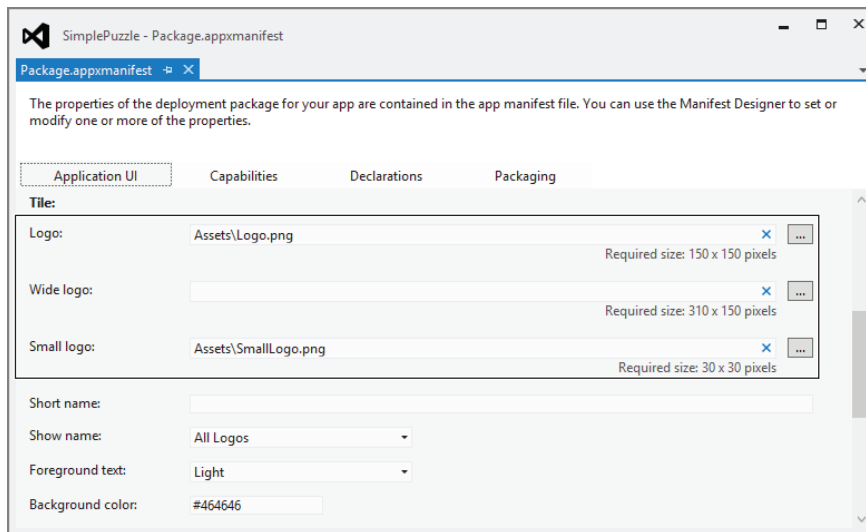 SimplePuzzle - Package.appxmanifest
Package.appxmanifest
The properties of the deployment package for your app are contained in the app manifest file. You can use the Manifest Designer to set or
modify one or more of the properties.
Application UI Capabilities Declarations Packaging
Tile:
Logo: Assets\Logo.png ...
Required size: 150 x 150 pixels
Wide logo: ...
Required size: 310 x 150 pixels
Small logo: Assets\SmallLogo.png ...
Required size: 30 x 30 pixels
Short name:
Show name: All Logos
Foreground text: Light
Background color: #464646